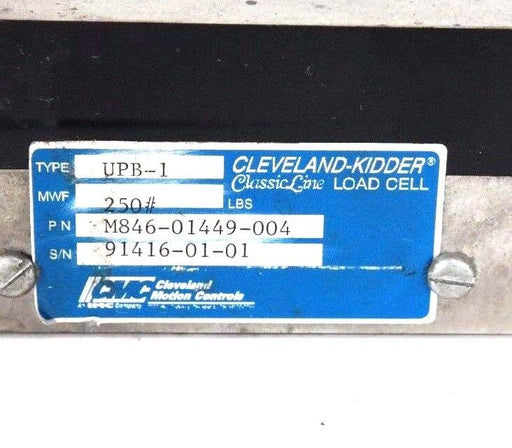 TYPE UPB-1 CLEVELAND-KIDDER®
ClassicLine LOAD CELL
MWF 250# LBS
P N M846-01449-004
S/N 91416-01-01
CMC Cleveland
Motion Controls
Company